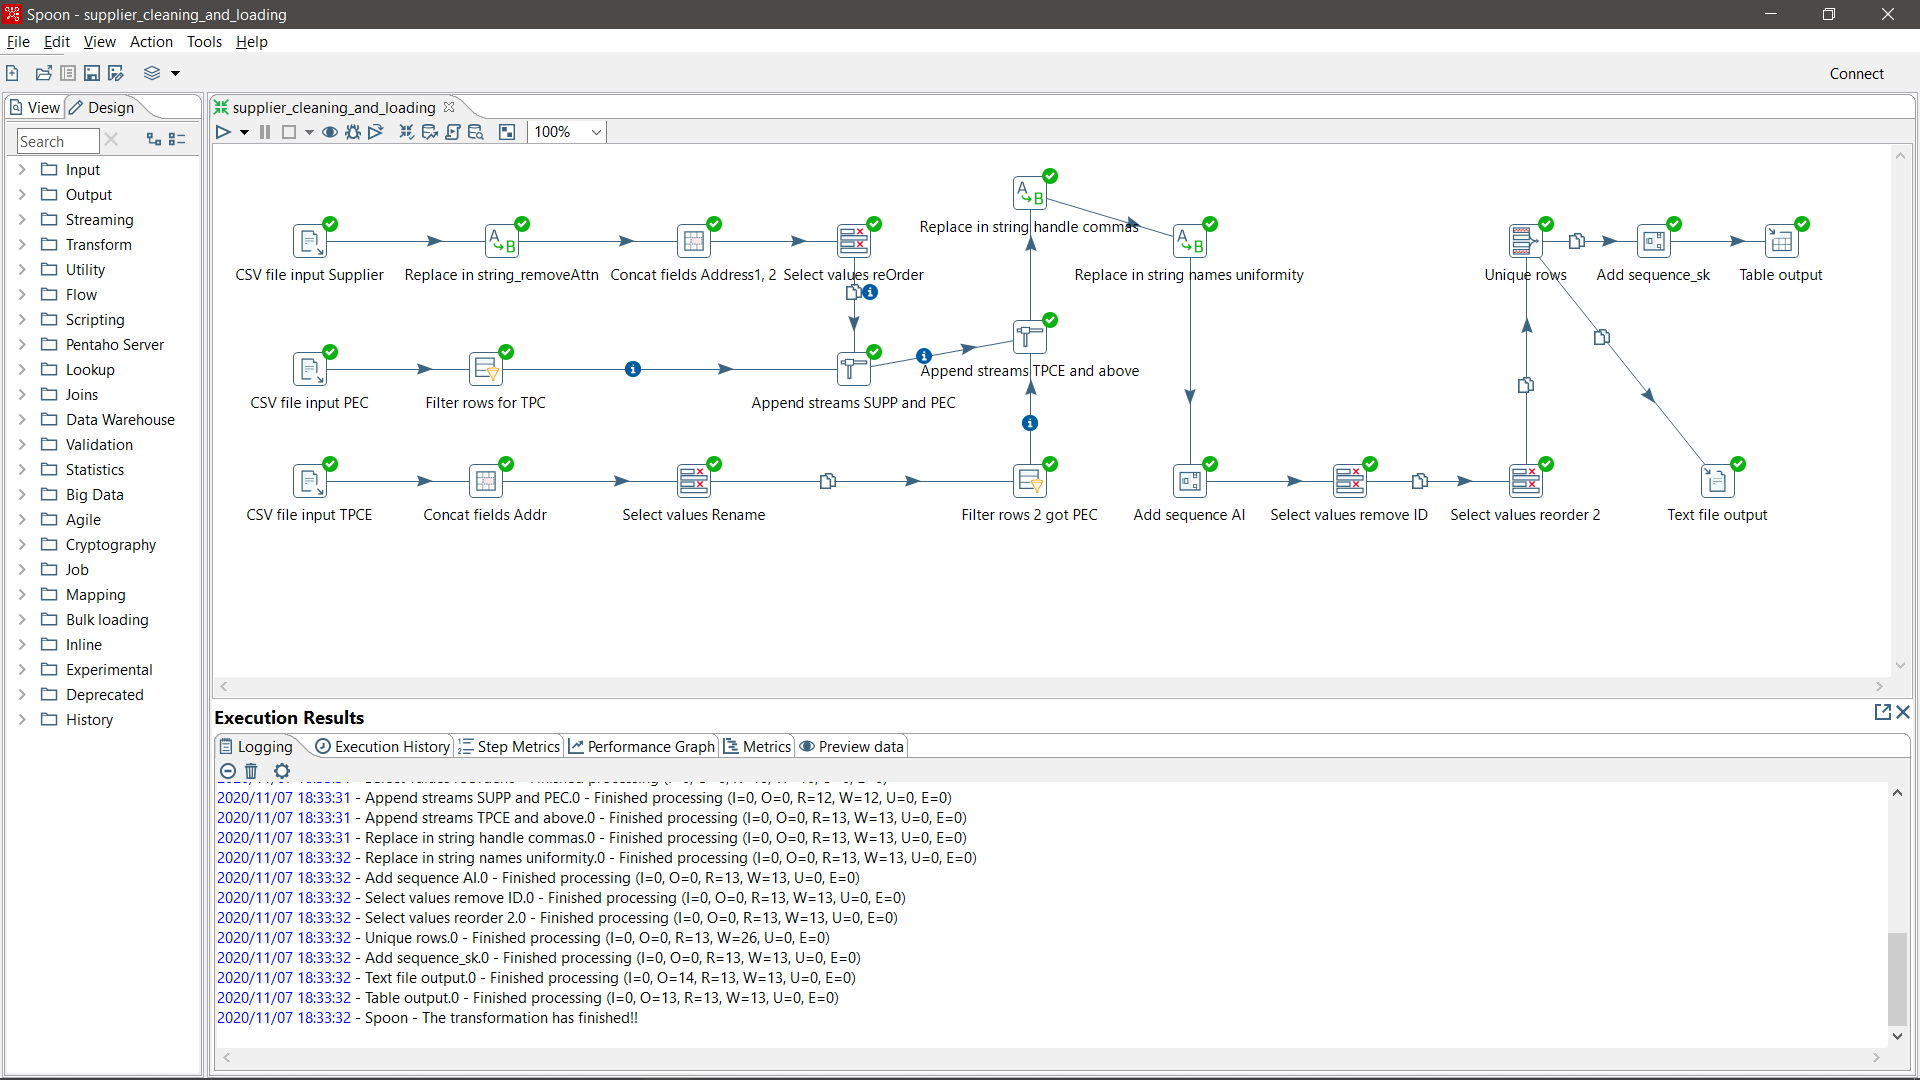 Spoon - supplier_cleaning_and_loading
File Edit View Action Tools Help
Connect
View Design
Search
Input
Output
Streaming
Transform
Utility
Flow
Scripting
Pentaho Server
Lookup
Joins
Data Warehouse
Validation
Statistics
Big Data
Agile
Cryptography
Job
Mapping
Bulk loading
Inline
Experimental
Deprecated
History
supplier_cleaning_and_loading
100%
Replace in string handle commas
CSV file input Supplier Replace in string_removeAttn Concat fields Address1, 2 Select values reOrder Replace in string names uniformity Unique rows Add sequence_sk Table output
Append streams TPCE and above
CSV file input PEC Filter rows for TPC Append streams SUPP and PEC
CSV file input TPCE Concat fields Addr Select values Rename Filter rows 2 got PEC Add sequence AI Select values remove ID Select values reorder 2 Text file output
Execution Results
Logging Execution History Step Metrics Performance Graph Metrics Preview data
2020/11/07 18:33:31 - Append streams SUPP and PEC.0 - Finished processing (I=0, O=0, R=12, W=12, U=0, E=0)
2020/11/07 18:33:31 - Append streams TPCE and above.0 - Finished processing (I=0, O=0, R=13, W=13, U=0, E=0)
2020/11/07 18:33:31 - Replace in string handle commas.0 - Finished processing (I=0, O=0, R=13, W=13, U=0, E=0)
2020/11/07 18:33:32 - Replace in string names uniformity.0 - Finished processing (I=0, O=0, R=13, W=13, U=0, E=0)
2020/11/07 18:33:32 - Add sequence AI.0 - Finished processing (I=0, O=0, R=13, W=13, U=0, E=0)
2020/11/07 18:33:32 - Select values remove ID.0 - Finished processing (I=0, O=0, R=13, W=13, U=0, E=0)
2020/11/07 18:33:32 - Select values reorder 2.0 - Finished processing (I=0, O=0, R=13, W=13, U=0, E=0)
2020/11/07 18:33:32 - Unique rows.0 - Finished processing (I=0, O=0, R=13, W=26, U=0, E=0)
2020/11/07 18:33:32 - Add sequence_sk.0 - Finished processing (I=0, O=0, R=13, W=13, U=0, E=0)
2020/11/07 18:33:32 - Text file output.0 - Finished processing (I=0, O=14, R=13, W=13, U=0, E=0)
2020/11/07 18:33:32 - Table output.0 - Finished processing (I=0, O=13, R=13, W=13, U=0, E=0)
2020/11/07 18:33:32 - Spoon - The transformation has finished!!